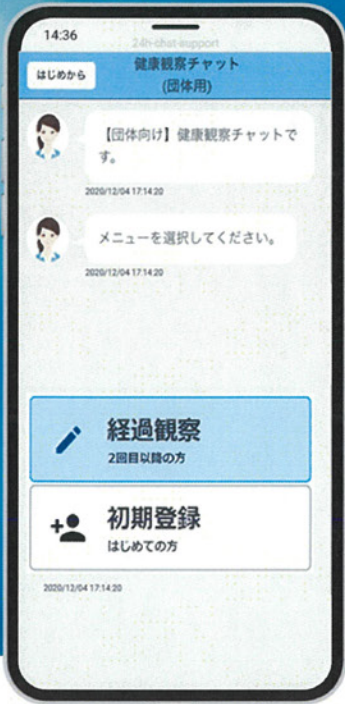 14:36
24h-chat-support
はじめから
健康観察チャット
(団体用)
【団体向け】健康観察チャットで
す。
2020/12/04 17:14:20
メニューを選択してください。
2020/12/04 17:14:20
経過観察
2回目以降の方
初期登録
はじめての方
2020/12/04 17:14:20